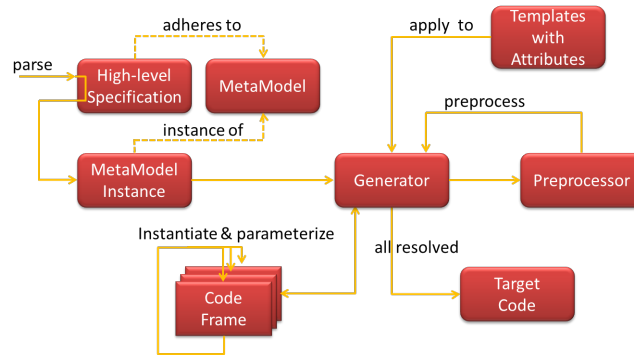 adheres to
apply to
Templates
with
Attributes
parse
High-level
Specification
MetaModel
preprocess
instance of
MetaModel
Instance
Generator
Preprocessor
Instantiate & parameterize
all resolved
Code
Frame
Target
Code